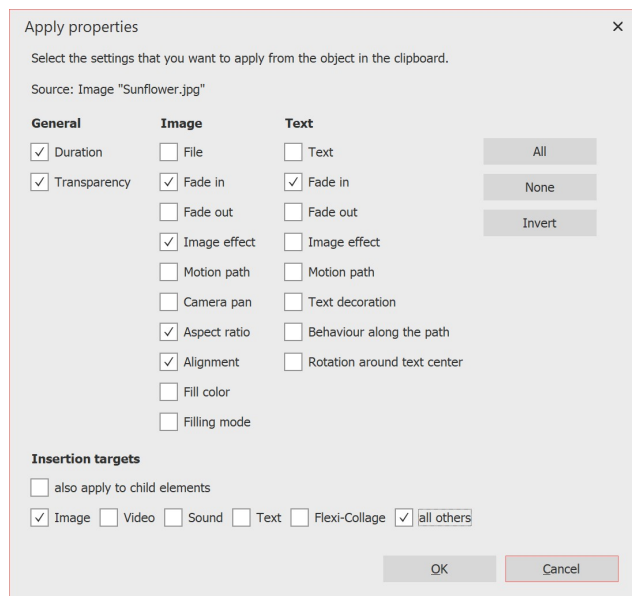 Apply properties
Select the settings that you want to apply from the object in the clipboard.
Source: Image "Sunflower.jpg"
General Image Text
Duration File Text All
Transparency Fade in Fade in None
Fade out Fade out Invert
Image effect Image effect
Motion path Motion path
Camera pan Text decoration
Aspect ratio Behaviour along the path
Alignment Rotation around text center
Fill color
Filling mode
Insertion targets
also apply to child elements
Image Video Sound Text Flexi-Collage all others
OK Cancel